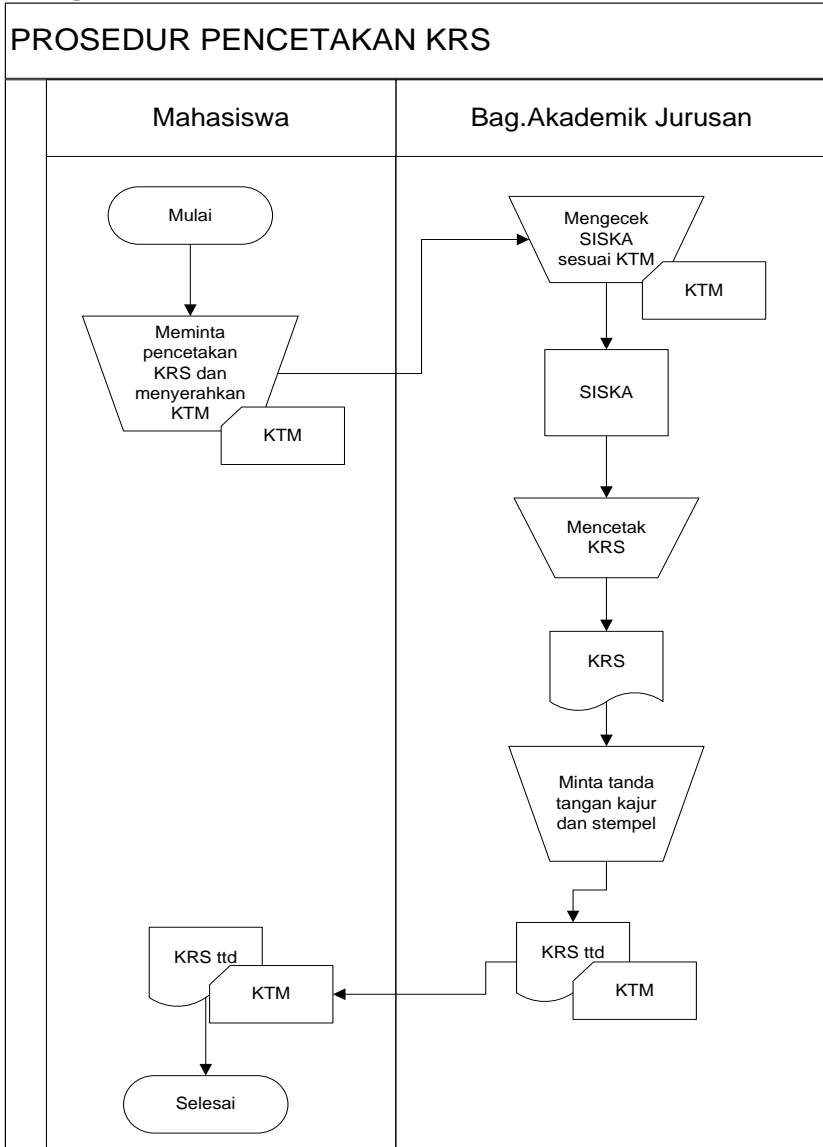 PROSEDUR PENCETAKAN KRS
Mahasiswa
Bag.Akademik Jurusan
Mulai
Meminta
pencetakan
KRS dan
menyerahkan
KTM
KTM
Mengecek
SISKA
sesuai KTM
KTM
SISKA
Mencetak
KRS
KRS
Minta tanda
tangan kajur
dan stempel
KRS ttd
KTM
KRS ttd
KTM
Selesai